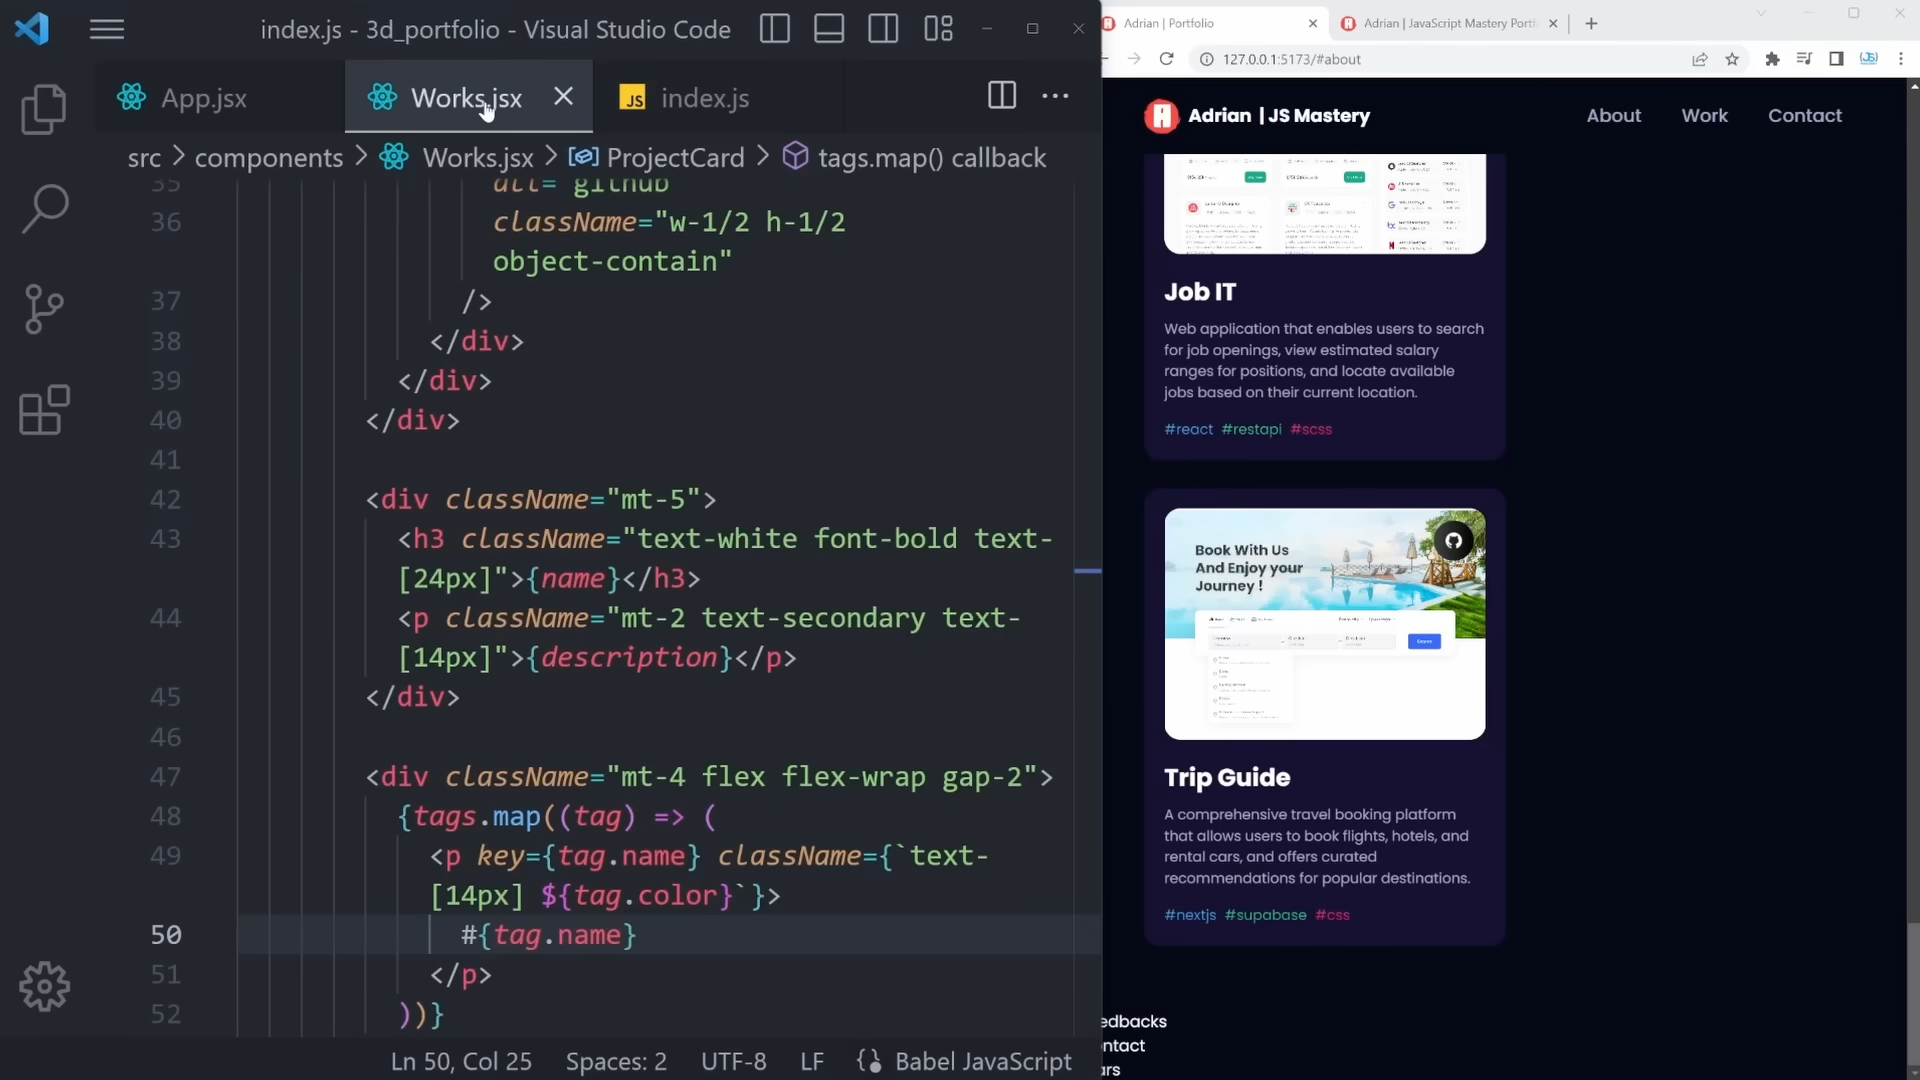 index.js - 3d_portfolio - Visual Studio Code
App.jsx
Works.jsx
JS index.js
src > components > Works.jsx > ProjectCard > tags.map() callback
35 alt="github
36 className="w-1/2 h-1/2
object-contain"
37 />
38 </div>
39 </div>
40 </div>
41
42 <div className="mt-5">
43 <h3 className="text-white font-bold text-
[24px]">{name}</h3>
44 <p className="mt-2 text-secondary text-
[14px]">{description}</p>
45 </div>
46
47 <div className="mt-4 flex flex-wrap gap-2">
48 {tags.map((tag) => (
49 <p key={tag.name} className={`text-
[14px] ${tag.color}`}>
50 #{tag.name}
51 </p>
52 ))}
Ln 50, Col 25 Spaces: 2 UTF-8 LF Babel JavaScript
Adrian | Portfolio
Adrian | JavaScript Mastery Portf
127.0.0.1:5173/#about
Adrian | JS Mastery
About Work Contact
Job IT
Web application that enables users to search
for job openings, view estimated salary
ranges for positions, and locate available
jobs based on their current location.
#react #restapi #scss
Book With Us
And Enjoy your
Journey !
Trip Guide
A comprehensive travel booking platform
that allows users to book flights, hotels, and
rental cars, and offers curated
recommendations for popular destinations.
#nextjs #supabase #css
edbacks
ntact
ars